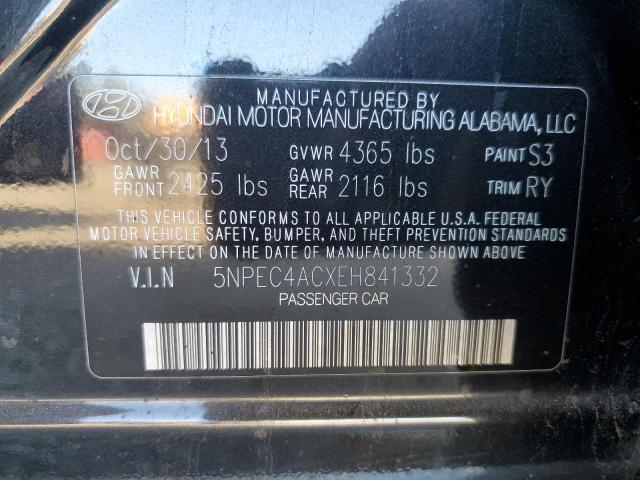 MANUFACTURED BY
HYUNDAI MOTOR MANUFACTURING ALABAMA, LLC
Oct/30/13 GVWR 4365 lbs PAINT S3
GAWR FRONT 2425 lbs GAWR REAR 2116 lbs TRIM RY
THIS VEHICLE CONFORMS TO ALL APPLICABLE U.S.A. FEDERAL
MOTOR VEHICLE SAFETY, BUMPER, AND THEFT PREVENTION STANDARDS
IN EFFECT ON THE DATE OF MANUFACTURE SHOWN ABOVE.
V.I.N 5NPEC4ACXEH841332
PASSENGER CAR